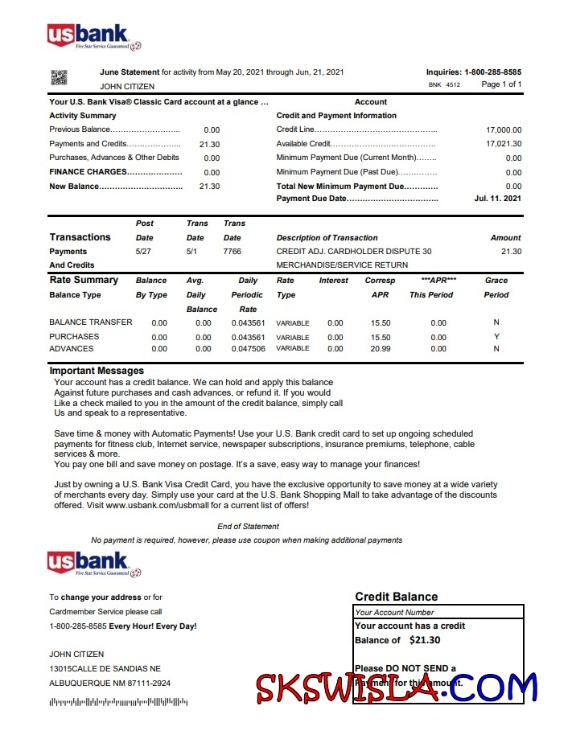 usbank
Five Star Service Guaranteed
June Statement for activity from May 20, 2021 through Jun, 21, 2021 Inquiries: 1-800-285-8585
JOHN CITIZEN BNK 4512 Page 1 of 1
Your U.S. Bank Visa® Classic Card account at a glance … Account
Activity Summary Credit and Payment Information
Previous Balance……………………….. 0.00 Credit Line………………………………….. 17,000.00
Payments and Credits………………… 21.30 Available Credit…………………………….. 17,021.30
Purchases, Advances & Other Debits 0.00 Minimum Payment Due (Current Month)…….. 0.00
FINANCE CHARGES………………… 0.00 Minimum Payment Due (Past Due)………….. 0.00
New Balance………………………….. 21.30 Total New Minimum Payment Due………… 0.00
Payment Due Date……………………………… Jul. 11. 2021
Post Trans Trans
Transactions Date Date Date Description of Transaction Amount
Payments 5/27 5/1 7766 CREDIT ADJ. CARDHOLDER DISPUTE 30 21.30
And Credits MERCHANDISE/SERVICE RETURN
Rate Summary Balance Avg. Daily Rate Interest Corresp ***APR*** Grace
Balance Type By Type Daily Periodic Type APR This Period Period
Balance Rate
BALANCE TRANSFER 0.00 0.00 0.043561 VARIABLE 0.00 15.50 0.00 N
PURCHASES 0.00 0.00 0.043561 VARIABLE 0.00 15.50 0.00 Y
ADVANCES 0.00 0.00 0.047506 VARIABLE 0.00 20.99 0.00 N
Important Messages
Your account has a credit balance. We can hold and apply this balance
Against future purchases and cash advances, or refund it. If you would
Like a check mailed to you in the amount of the credit balance, simply call
Us and speak to a representative.
Save time & money with Automatic Payments! Use your U.S. Bank credit card to set up ongoing scheduled
payments for fitness club, Internet service, newspaper subscriptions, insurance premiums, telephone, cable
services & more.
You pay one bill and save money on postage. It's a save, easy way to manage your finances!
Just by owning a U.S. Bank Visa Credit Card, you have the exclusive opportunity to save money at a wide variety
of merchants every day. Simply use your card at the U.S. Bank Shopping Mall to take advantage of the discounts
offered. Visit www.usbank.com/usbmall for a current list of offers!
End of Statement
No payment is required, however, please use coupon when making additional payments
usbank
Five Star Service Guaranteed
To change your address or for
Cardmember Service please call
1-800-285-8585 Every Hour! Every Day!
JOHN CITIZEN
13015CALLE DE SANDIAS NE
ALBUQUERQUE NM 87111-2924
Credit Balance
Your Account Number
Your account has a credit
Balance of $21.30
Please DO NOT SEND a
Payment for this amount.
SKSWISLA.COM